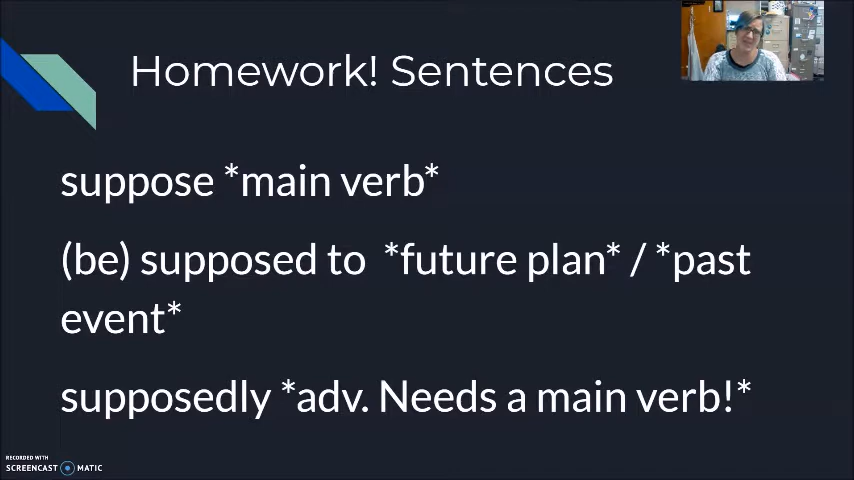 Homework! Sentences
suppose *main verb*
(be) supposed to *future plan* / *past
event*
supposedly *adv. Needs a main verb!*
RECORDED WITH
SCREENCAST MATIC